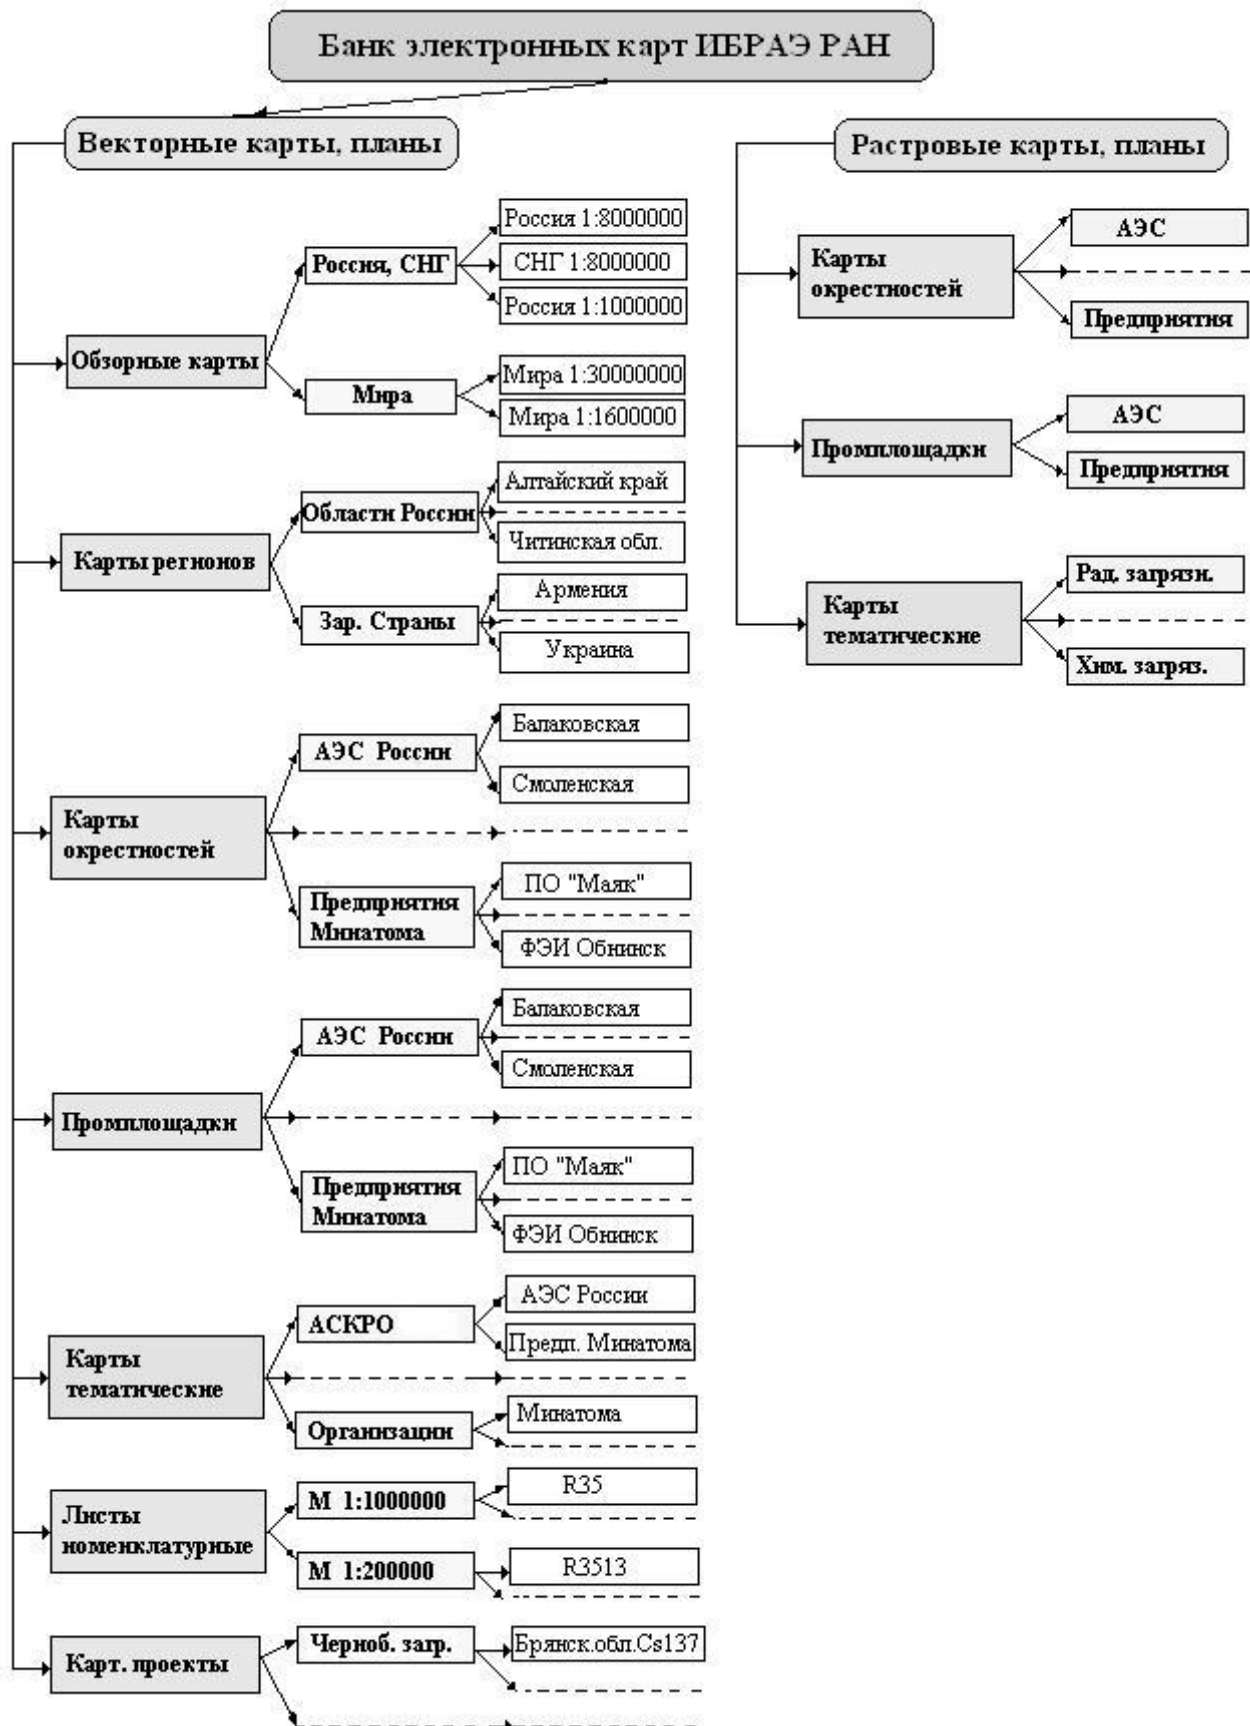 Банк электронных карт ИБРАЭ РАН
Векторные карты, планы
Обзорные карты
Россия, СНГ
Россия 1:8000000
СНГ 1:8000000
Россия 1:1000000
Мира
Мира 1:30000000
Мира 1:1600000
Карты регионов
Области России
Алтайский край
Читинская обл.
Зар. Страны
Армения
Украина
Карты
окрестностей
АЭС России
Балаковская
Смоленская
Предприятия
Минатома
ПО "Маяк"
ФЭИ Обнинск
Промплощадки
АЭС России
Балаковская
Смоленская
Предприятия
Минатома
ПО "Маяк"
ФЭИ Обнинск
Карты
тематические
АСКРО
АЭС России
Предп. Минатома
Организации
Минатома
Листы
номенклатурные
М 1:1000000
R35
М 1:200000
R3513
Карт. проекты
Черноб. загр.
Брянск.обл.Cs137
Растровые карты, планы
Карты
окрестностей
АЭС
Предприятия
Промплощадки
АЭС
Предприятия
Карты
тематические
Рад. загрязн.
Хим. загряз.